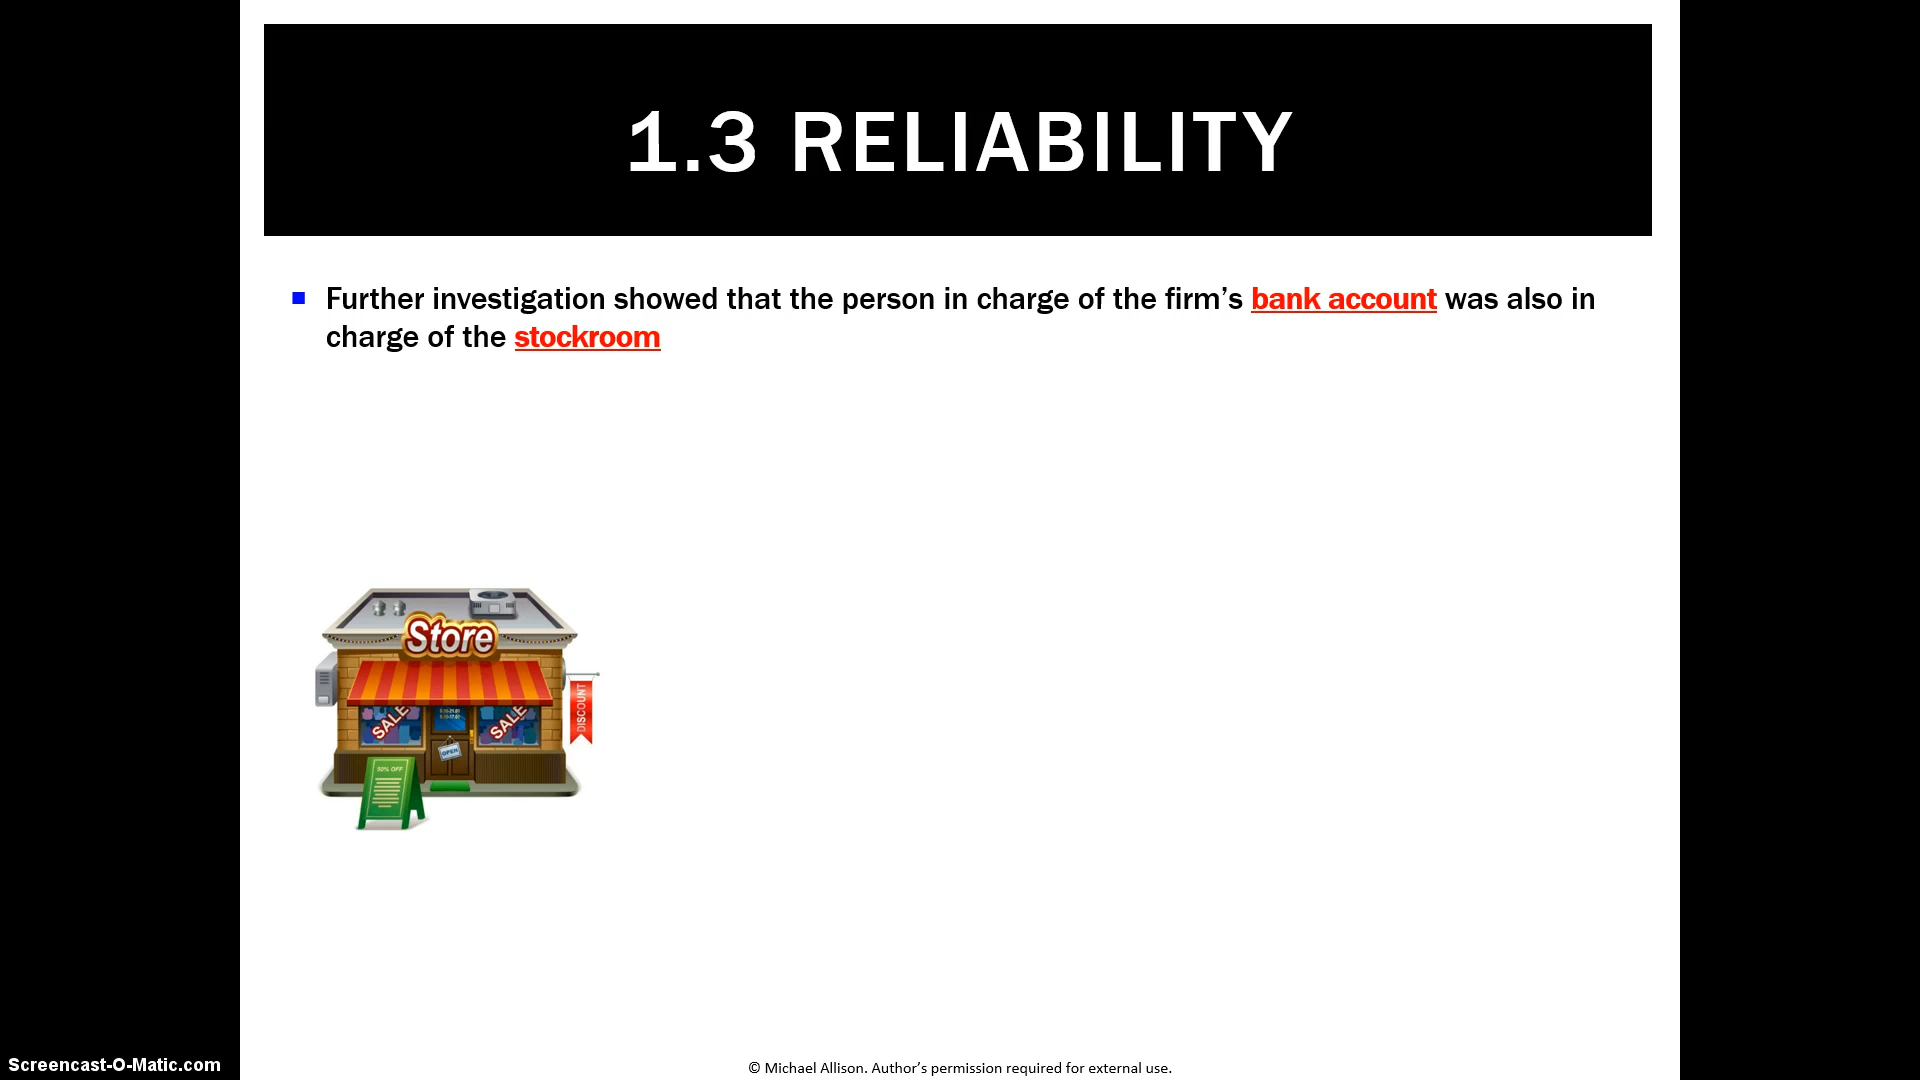 1.3 RELIABILITY
Further investigation showed that the person in charge of the firm’s bank account was also in
charge of the stockroom
Store
SALE
SALE
DISCOUNT
OPEN
50% OFF
Screencast-O-Matic.com
© Michael Allison. Author’s permission required for external use.